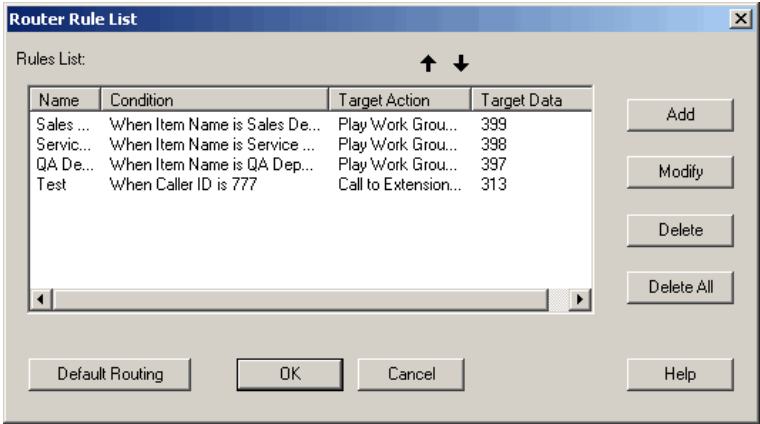 Router Rule List
Rules List:
Name Condition Target Action Target Data
Sales ... When Item Name is Sales De... Play Work Grou... 399
Servic... When Item Name is Service ... Play Work Grou... 398
QA De... When Item Name is QA Dep... Play Work Grou... 397
Test When Caller ID is 777 Call to Extension... 313
Add
Modify
Delete
Delete All
Default Routing OK Cancel Help